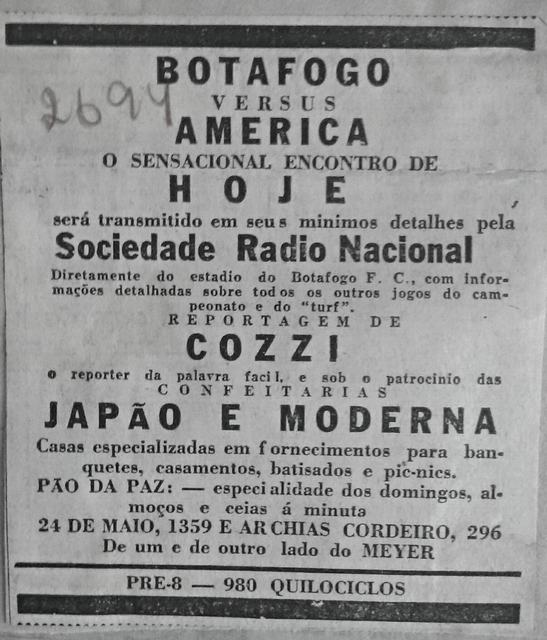 BOTAFOGO
2694
VERSUS
AMERICA
O SENSACIONAL ENCONTRO DE
HOJE
será transmitido em seus minimos detalhes pela
Sociedade Radio Nacional
Diretamente do estadio do Botafogo F. C., com infor-
mações detalhadas sobre todos os outros jogos do cam-
peonato e do "turf".
REPORTAGEM DE
COZZI
o reporter da palavra facil, e sob o patrocinio das
CONFEITARIAS
JAPÃO E MODERNA
Casas especializadas em fornecimentos para ban-
quetes, casamentos, batisados e pic-nics.
PÃO DA PAZ: — especialidade dos domingos, al-
moços e ceias á minuta
24 DE MAIO, 1359 E ARCHIAS CORDEIRO, 296
De um e de outro lado do MEYER
PRE-8 — 980 QUILOCICLOS